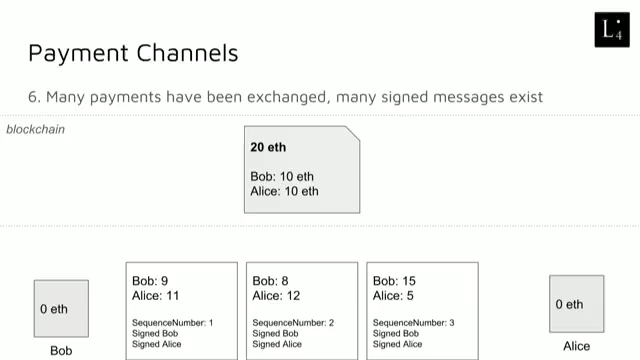 L4
Payment Channels
6. Many payments have been exchanged, many signed messages exist
blockchain
20 eth
Bob: 10 eth
Alice: 10 eth
0 eth
Bob
Bob: 9
Alice: 11
SequenceNumber: 1
Signed Bob
Signed Alice
Bob: 8
Alice: 12
SequenceNumber: 2
Signed Bob
Signed Alice
Bob: 15
Alice: 5
SequenceNumber: 3
Signed Bob
Signed Alice
0 eth
Alice